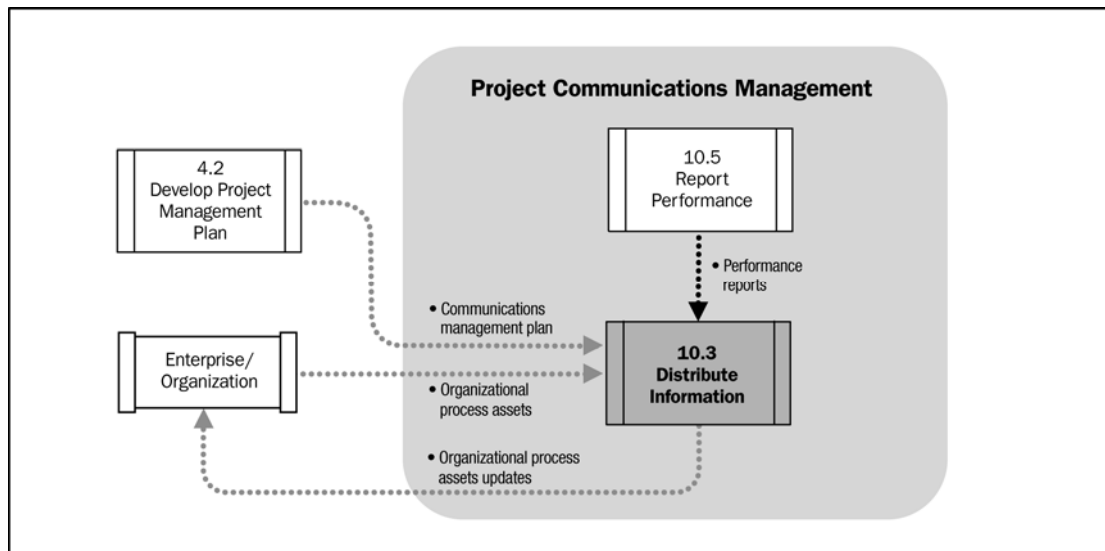 Project Communications Management
4.2
Develop Project
Management
Plan
10.5
Report
Performance
• Performance
reports
• Communications
management plan
Enterprise/
Organization
10.3
Distribute
Information
• Organizational
process assets
• Organizational process
assets updates